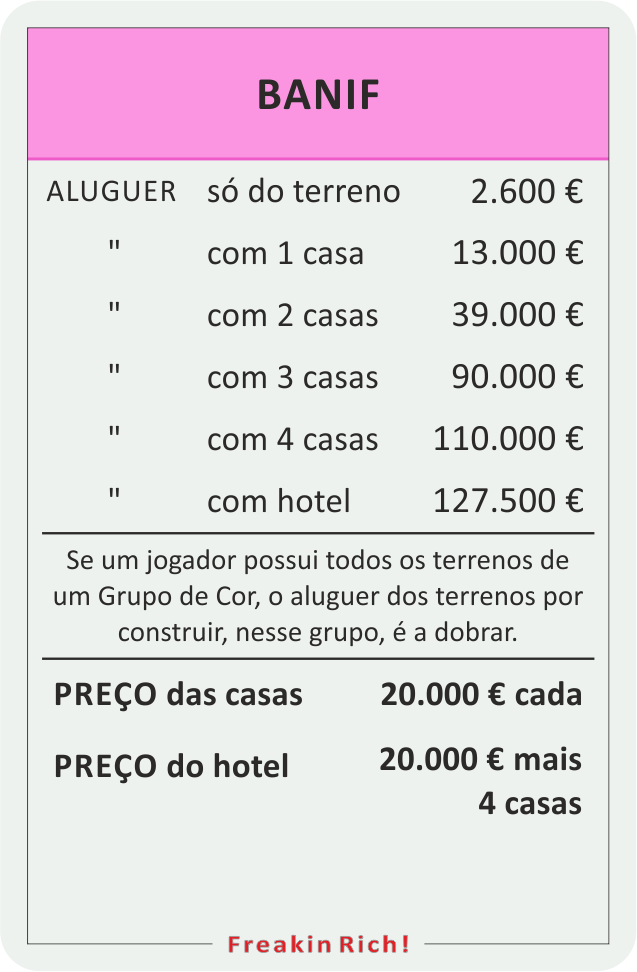 BANIF
ALUGUER só do terreno 2.600 €
" com 1 casa 13.000 €
" com 2 casas 39.000 €
" com 3 casas 90.000 €
" com 4 casas 110.000 €
" com hotel 127.500 €
Se um jogador possui todos os terrenos de
um Grupo de Cor, o aluguer dos terrenos por
construir, nesse grupo, é a dobrar.
PREÇO das casas 20.000 € cada
PREÇO do hotel 20.000 € mais
4 casas
Freakin Rich!